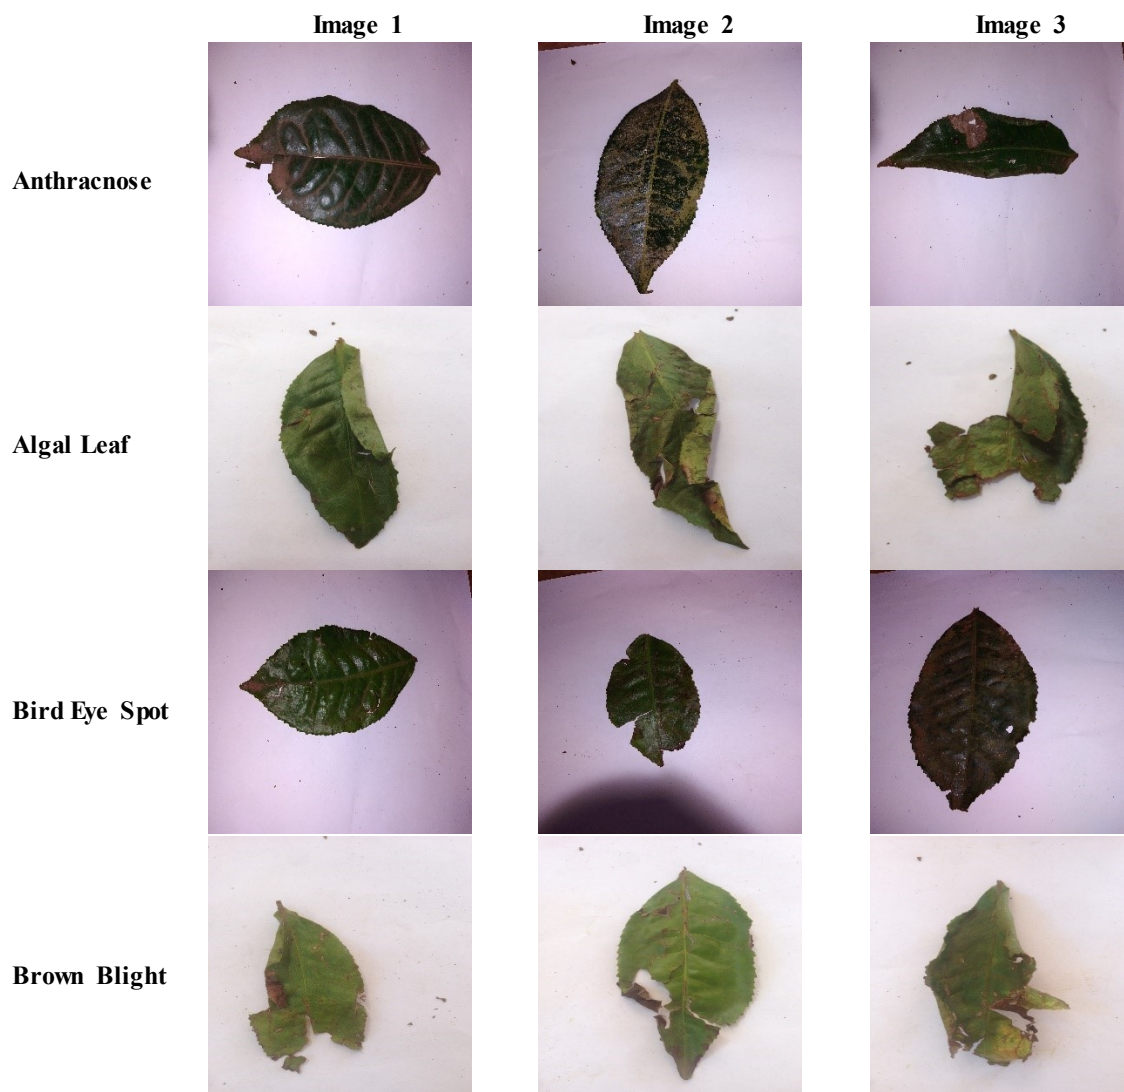 Image 1 Image 2 Image 3
Anthracnose
Algal Leaf
Bird Eye Spot
Brown Blight